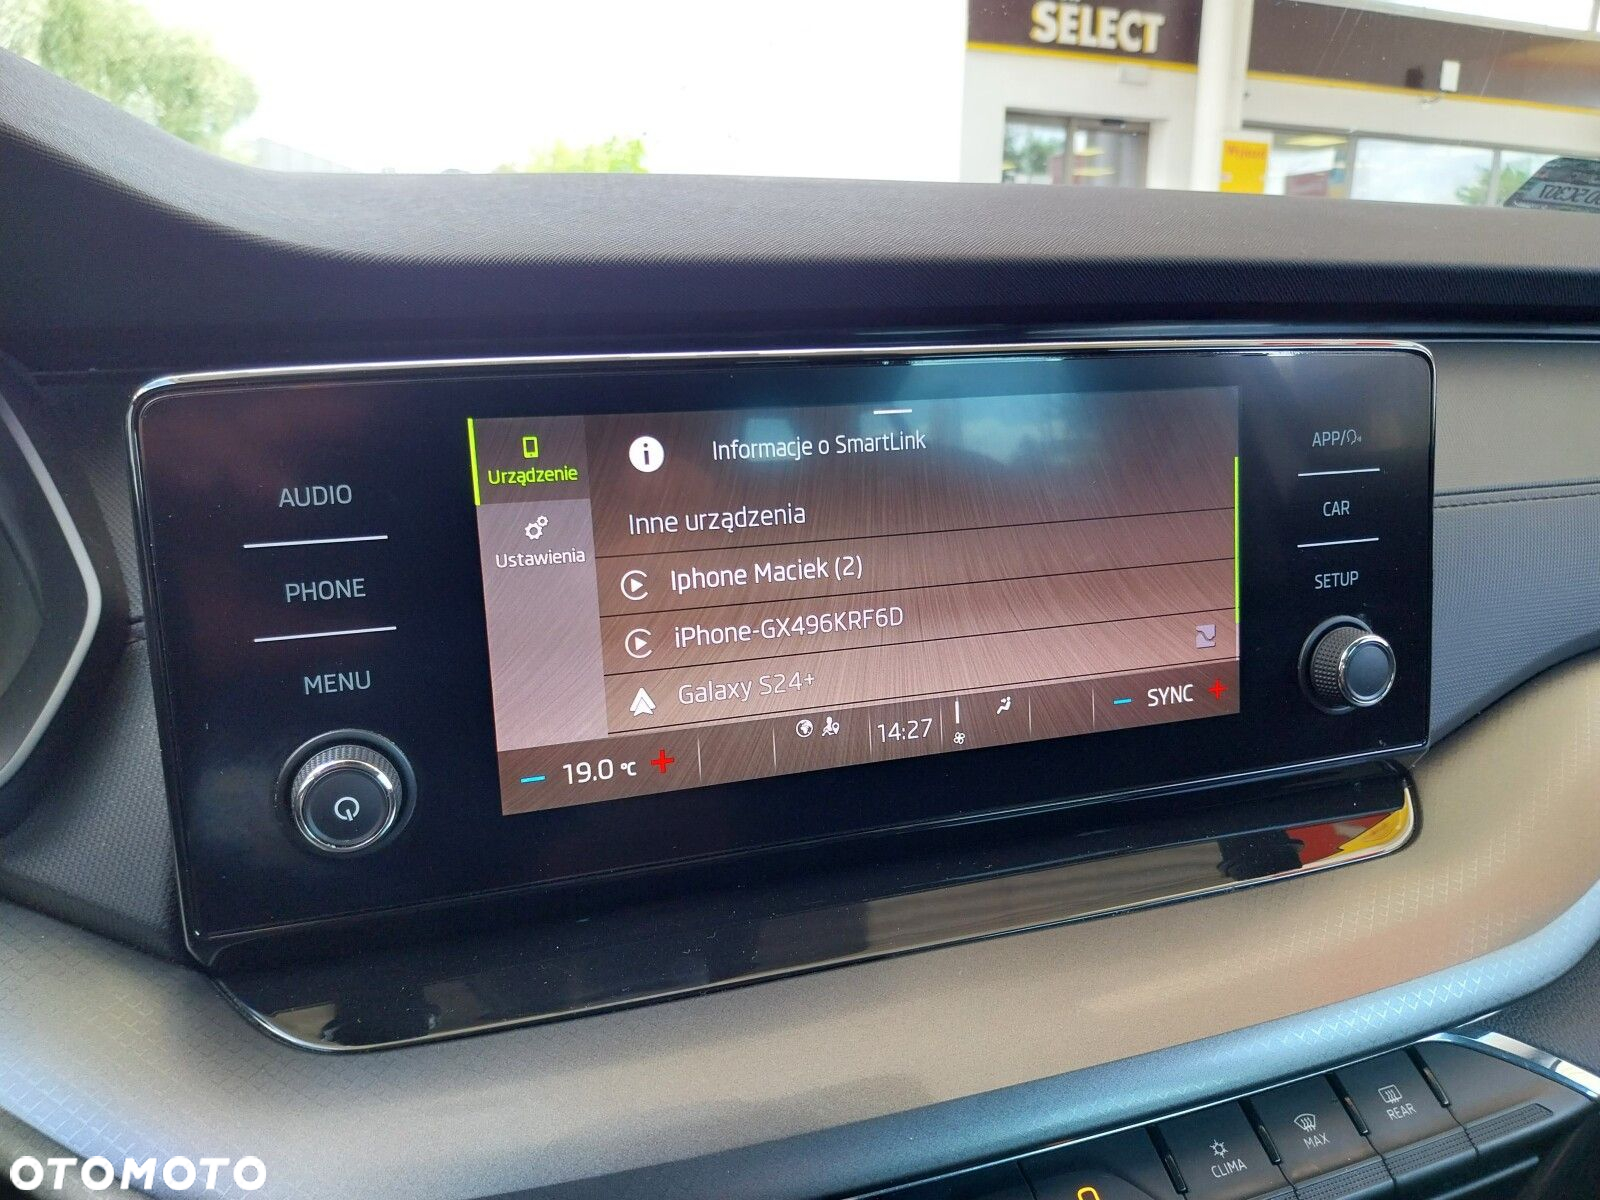 SELECT
AUDIO
PHONE
MENU
Urządzenie
Ustawienia
Informacje o SmartLink
Inne urządzenia
Iphone Maciek (2)
iPhone-GX496KRF6D
Galaxy S24+
19.0 °C
14:27
SYNC
APP/
CAR
SETUP
CLIMA
MAX
REAR
OTOMOTO